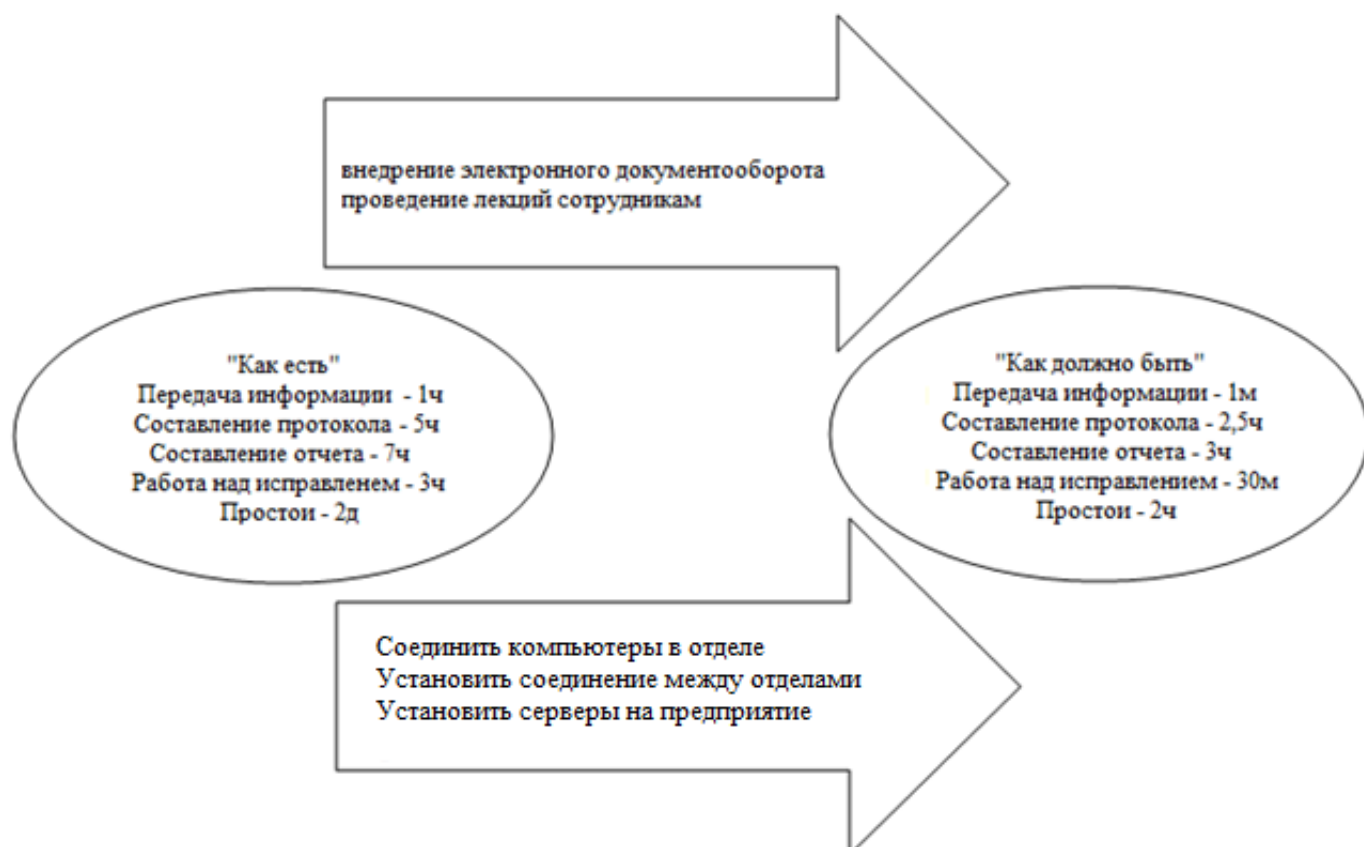 внедрение электронного документооборота
проведение лекций сотрудникам
"Как есть"
Передача информации - 1ч
Составление протокола - 5ч
Составление отчета - 7ч
Работа над исправленем - 3ч
Простои - 2д
"Как должно быть"
Передача информации - 1м
Составление протокола - 2,5ч
Составление отчета - 3ч
Работа над исправлением - 30м
Простои - 2ч
Соединить компьютеры в отделе
Установить соединение между отделами
Установить серверы на предприятие